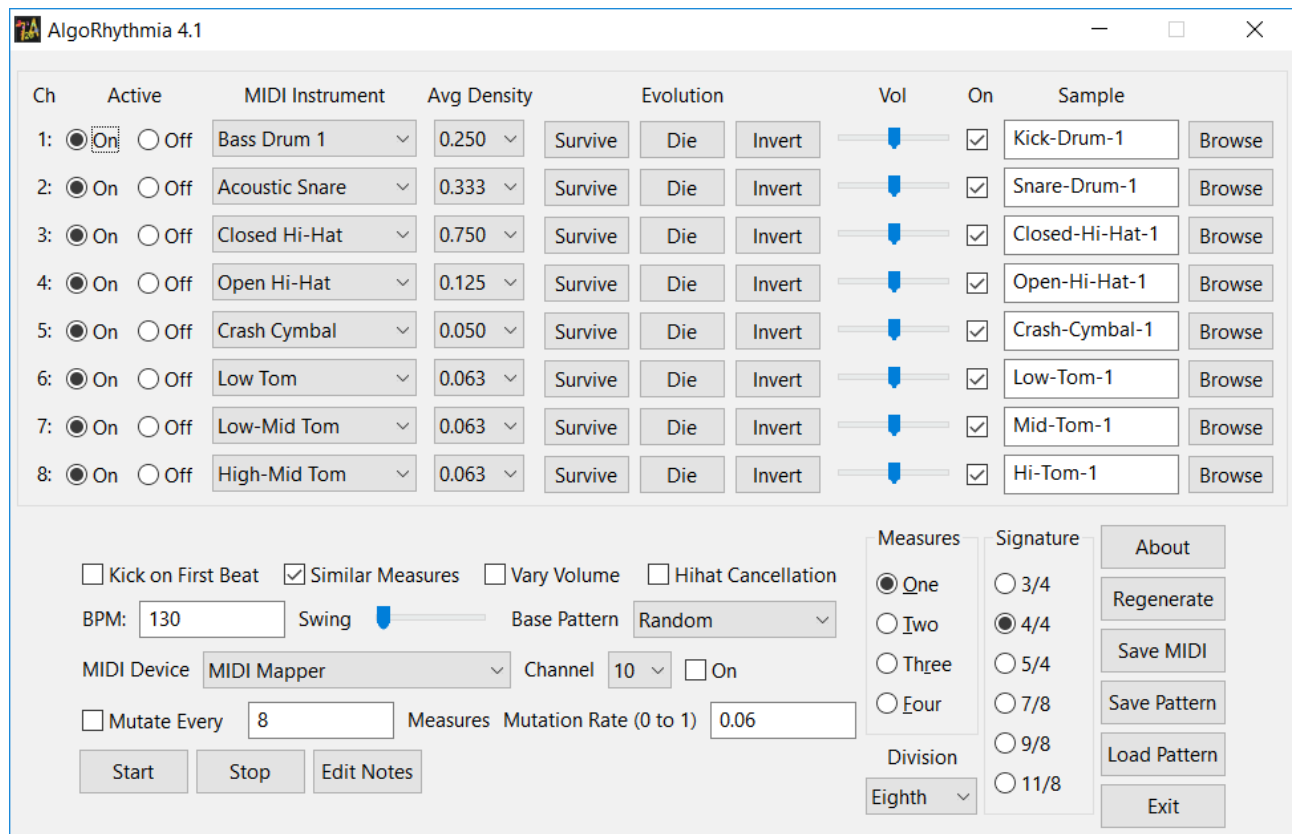 AlgoRhythmia 4.1
Ch Active MIDI Instrument Avg Density Evolution Vol On Sample
1: On Off Bass Drum 1 0.250 Survive Die Invert Kick-Drum-1 Browse
2: On Off Acoustic Snare 0.333 Survive Die Invert Snare-Drum-1 Browse
3: On Off Closed Hi-Hat 0.750 Survive Die Invert Closed-Hi-Hat-1 Browse
4: On Off Open Hi-Hat 0.125 Survive Die Invert Open-Hi-Hat-1 Browse
5: On Off Crash Cymbal 0.050 Survive Die Invert Crash-Cymbal-1 Browse
6: On Off Low Tom 0.063 Survive Die Invert Low-Tom-1 Browse
7: On Off Low-Mid Tom 0.063 Survive Die Invert Mid-Tom-1 Browse
8: On Off High-Mid Tom 0.063 Survive Die Invert Hi-Tom-1 Browse
Kick on First Beat Similar Measures Vary Volume Hihat Cancellation
BPM: 130 Swing Base Pattern Random
MIDI Device MIDI Mapper Channel 10 On
Mutate Every 8 Measures Mutation Rate (0 to 1) 0.06
Start Stop Edit Notes
Measures
One
Two
Three
Four
Division
Eighth
Signature
3/4
4/4
5/4
7/8
9/8
11/8
About
Regenerate
Save MIDI
Save Pattern
Load Pattern
Exit